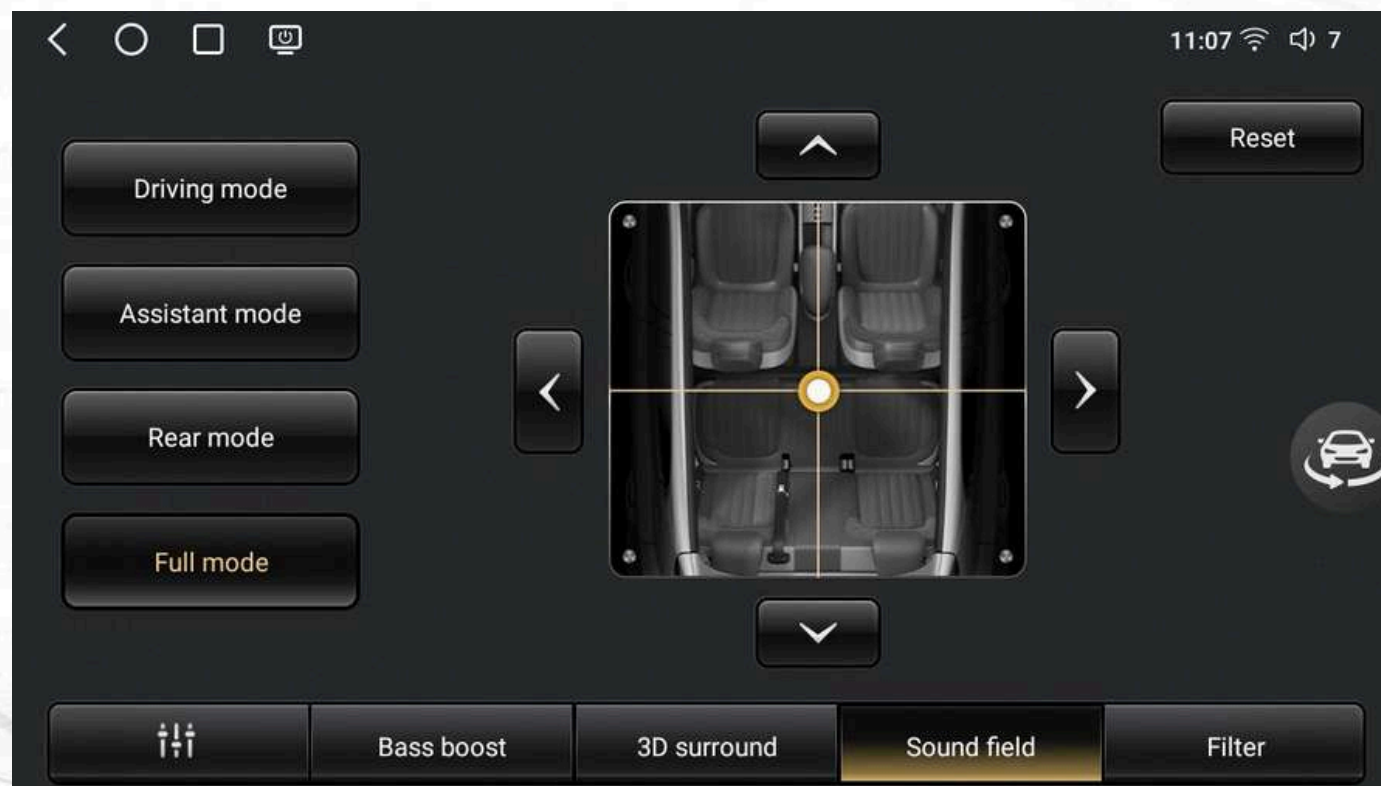 11:07 7
Reset
Driving mode
Assistant mode
Rear mode
Full mode
Bass boost
3D surround
Sound field
Filter